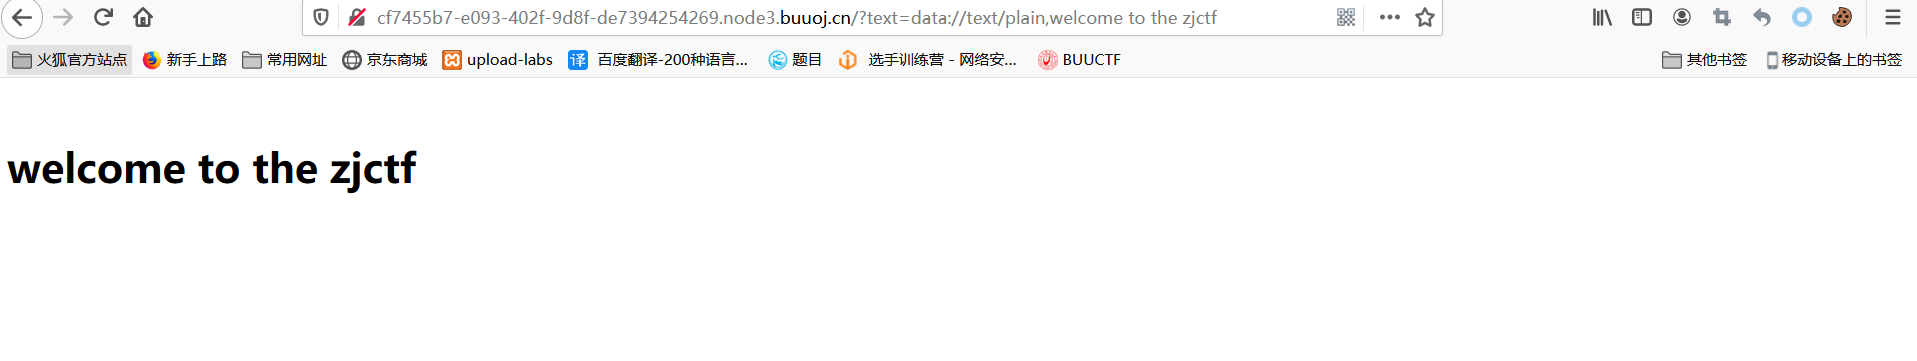 cf7455b7-e093-402f-9d8f-de7394254269.node3.buuoj.cn/?text=data://text/plain,welcome to the zjctf
火狐官方站点 新手上路 常用网址 京东商城 upload-labs 译 百度翻译-200种语言... 题目 选手训练营 - 网络安... BUUCTF 其他书签 移动设备上的书签
welcome to the zjctf